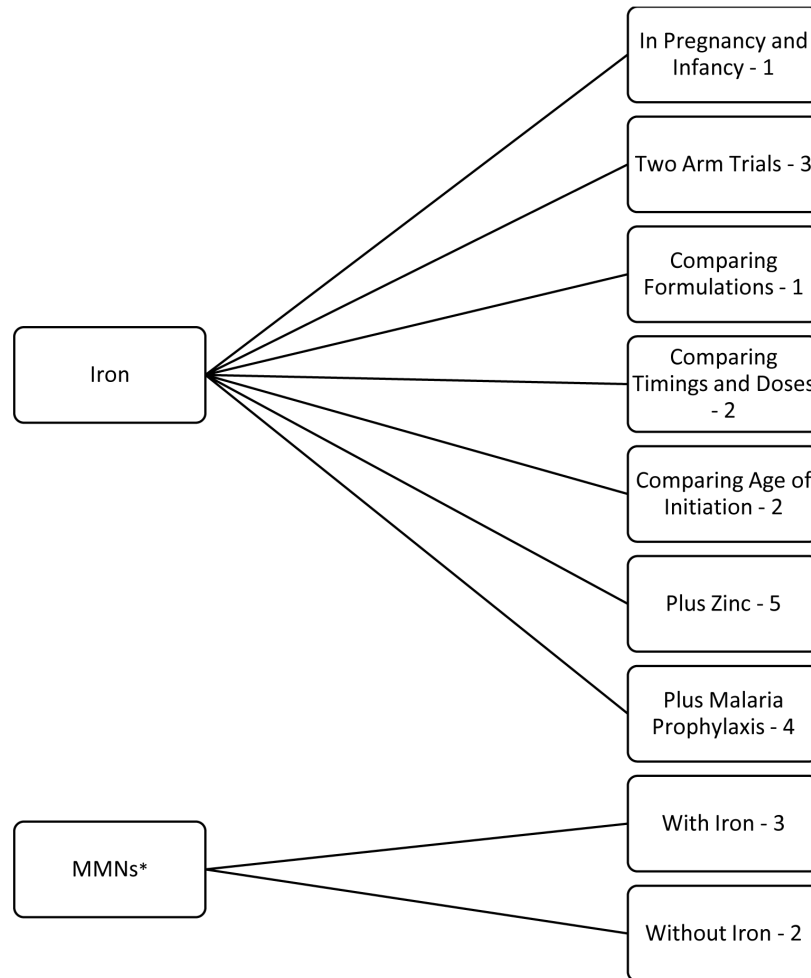 In Pregnancy and
Infancy - 1
Two Arm Trials - 3
Comparing
Formulations - 1
Iron
Comparing
Timings and Doses
- 2
Comparing Age of
Initiation - 2
Plus Zinc - 5
Plus Malaria
Prophylaxis - 4
With Iron - 3
MMNs*
Without Iron - 2